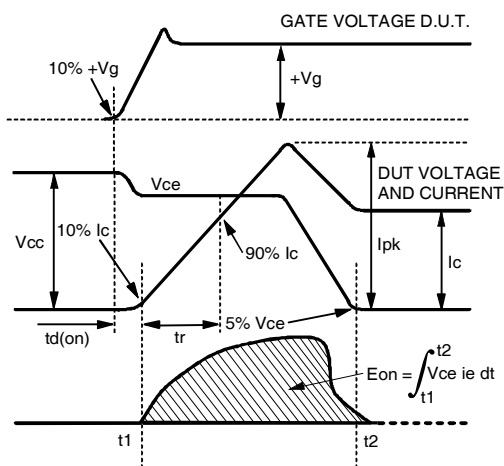 GATE VOLTAGE D.U.T.
10% +Vg
+Vg
Vce
DUT VOLTAGE
AND CURRENT
Vcc
10% Ic
90% Ic
Ipk
Ic
td(on)
tr
5% Vce
Eon = ∫ Vce ie dt
t2
t1
t1
t2